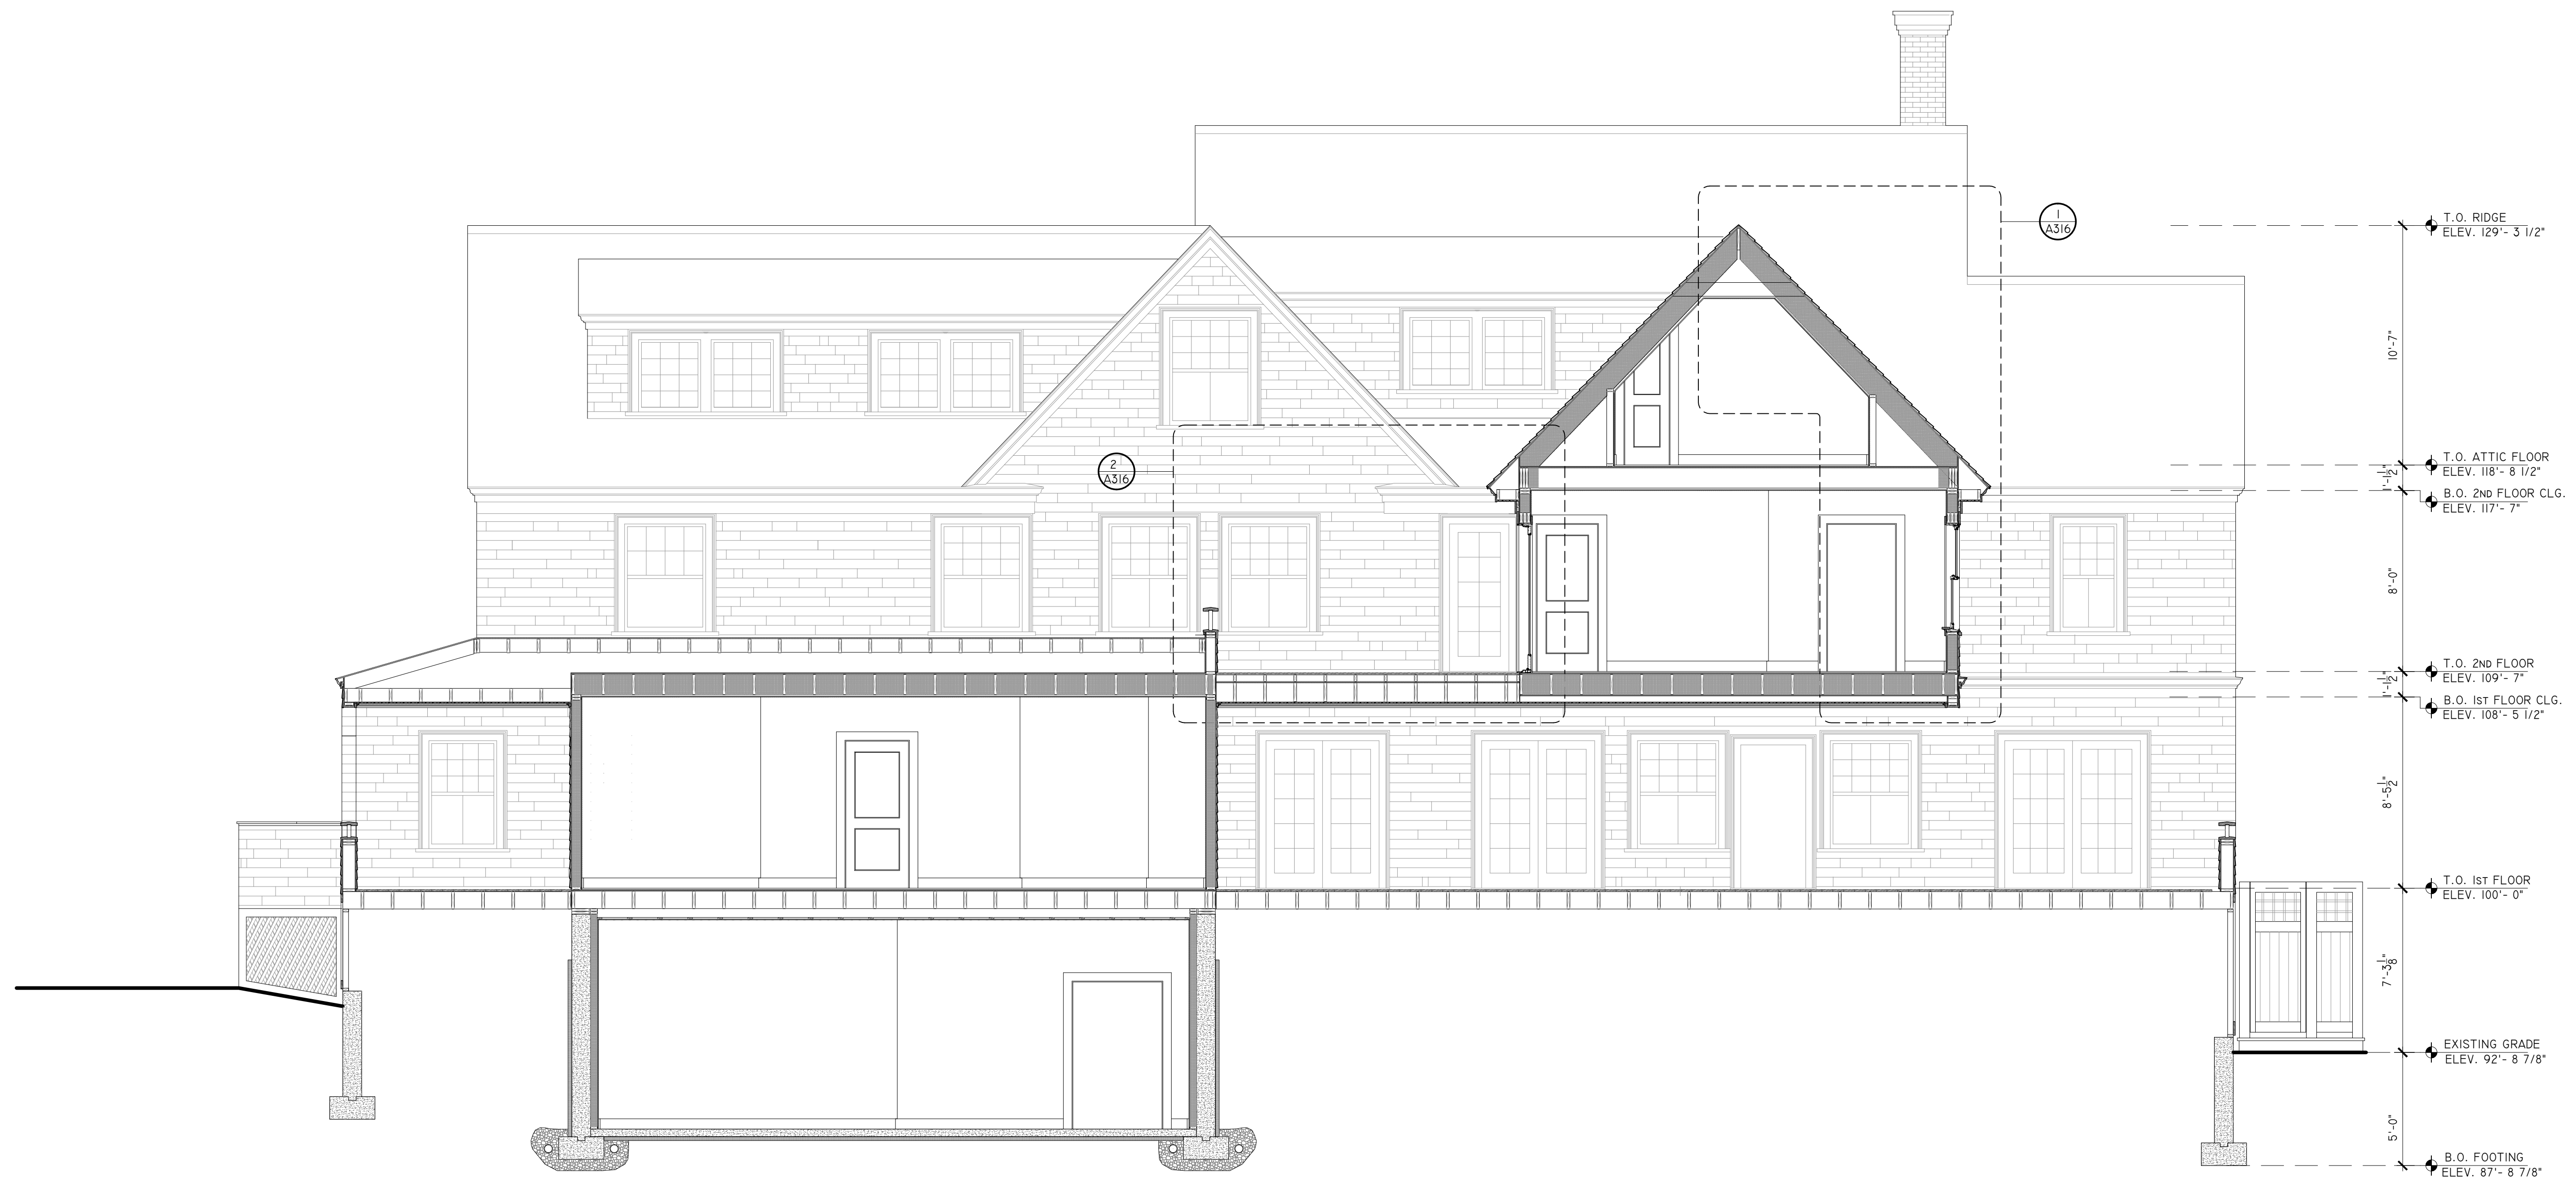 1
A316
T.O. RIDGE
ELEV. 129'- 3 1/2"
10'-7"
T.O. ATTIC FLOOR
ELEV. 118'- 8 1/2"
2
A316
1'-1 1/2"
B.O. 2ND FLOOR CLG.
ELEV. 117'- 7"
8'-0"
T.O. 2ND FLOOR
ELEV. 109'- 7"
1'-1 1/2"
B.O. 1ST FLOOR CLG.
ELEV. 108'- 5 1/2"
8'-5 1/2"
T.O. 1ST FLOOR
ELEV. 100'- 0"
7'-3 1/8"
EXISTING GRADE
ELEV. 92'- 8 7/8"
5'-0"
B.O. FOOTING
ELEV. 87'- 8 7/8"